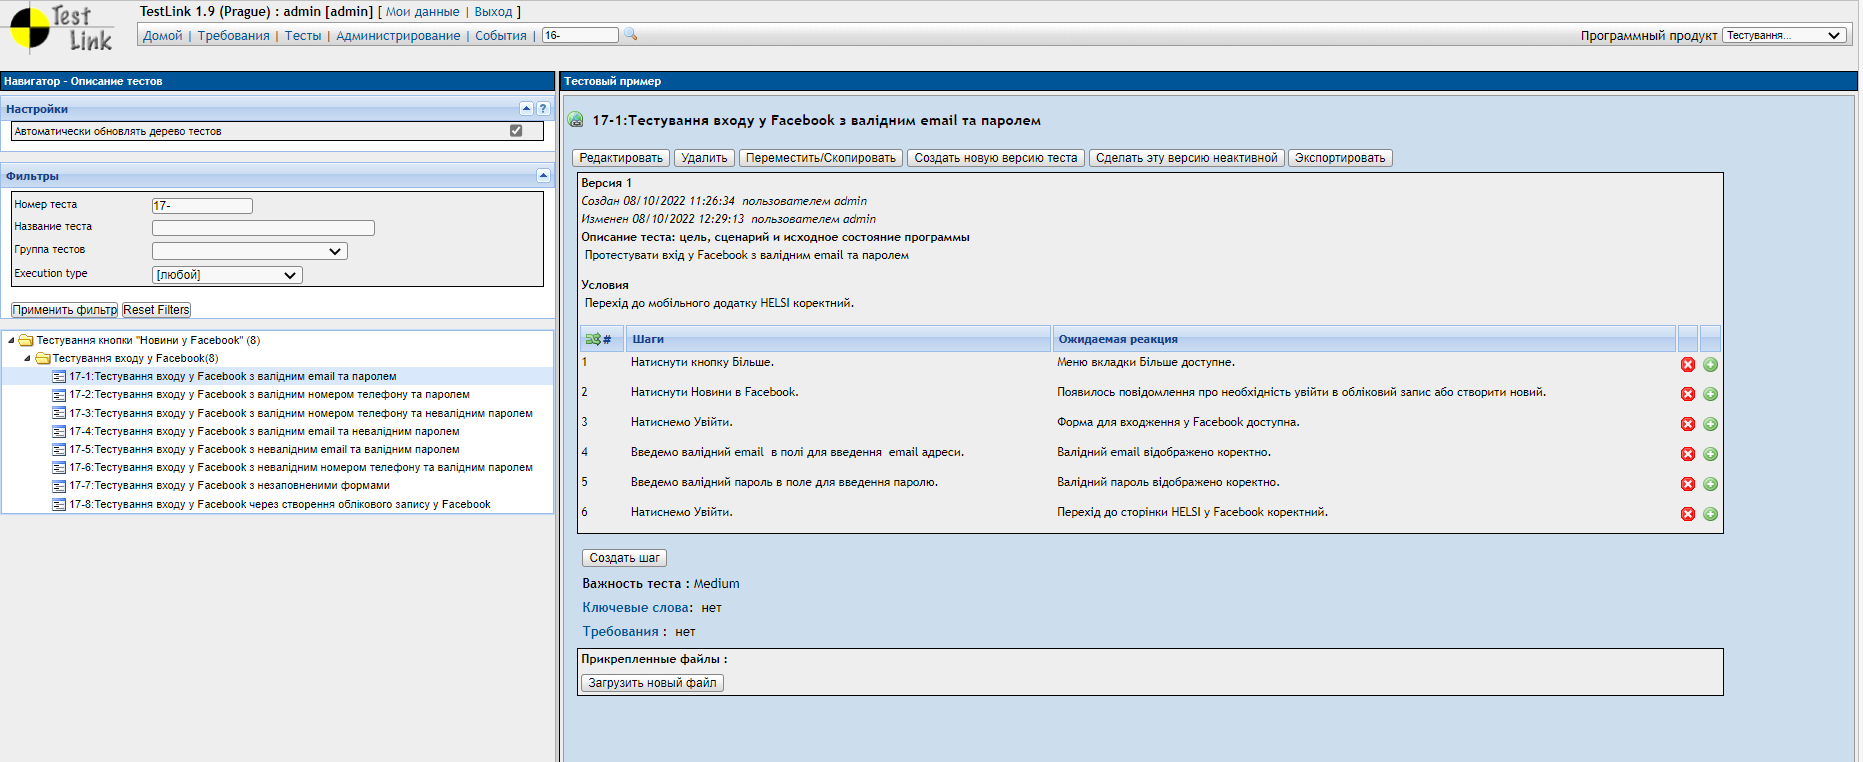 Test Link
TestLink 1.9 (Prague) : admin [admin] [ Мои данные | Выход ]
Домой | Требования | Тесты | Администрирование | События | 16-
Программный продукт Тестування...
Навигатор - Описание тестов
Настройки ?
Автоматически обновлять дерево тестов
Фильтры
Номер теста 17-
Название теста
Группа тестов
Execution type [любой]
Применить фильтр Reset Filters
Тестування кнопки "Новини у Facebook" (8)
Тестування входу у Facebook(8)
17-1:Тестування входу у Facebook з валідним email та паролем
17-2:Тестування входу у Facebook з валідним номером телефону та паролем
17-3:Тестування входу у Facebook з валідним номером телефону та невалідним паролем
17-4:Тестування входу у Facebook з валідним email та невалідним паролем
17-5:Тестування входу у Facebook з невалідним email та валідним паролем
17-6:Тестування входу у Facebook з невалідним номером телефону та валідним паролем
17-7:Тестування входу у Facebook з незаповненими формами
17-8:Тестування входу у Facebook через створення облікового запису у Facebook
Тестовый пример
17-1:Тестування входу у Facebook з валідним email та паролем
Редактировать Удалить Переместить/Скопировать Создать новую версию теста Сделать эту версию неактивной Экспортировать
Версия 1
Создан 08/10/2022 11:26:34 пользователем admin
Изменен 08/10/2022 12:29:13 пользователем admin
Описание теста: цель, сценарий и исходное состояние программы
Протестувати вхід у Facebook з валідним email та паролем
Условия
Перехід до мобільного додатку HELSI коректний.
# Шаги Ожидаемая реакция
1 Натиснути кнопку Більше. Меню вкладки Більше доступне.
2 Натиснути Новини в Facebook. Появилось повідомлення про необхідність увійти в обліковий запис або створити новий.
3 Натиснемо Увійти. Форма для входження у Facebook доступна.
4 Введемо валідний email в полі для введення email адреси. Валідний email відображено коректно.
5 Введемо валідний пароль в поле для введення паролю. Валідний пароль відображено коректно.
6 Натиснемо Увійти. Перехід до сторінки HELSI у Facebook коректний.
Создать шаг
Важность теста : Medium
Ключевые слова: нет
Требования : нет
Прикрепленные файлы :
Загрузить новый файл